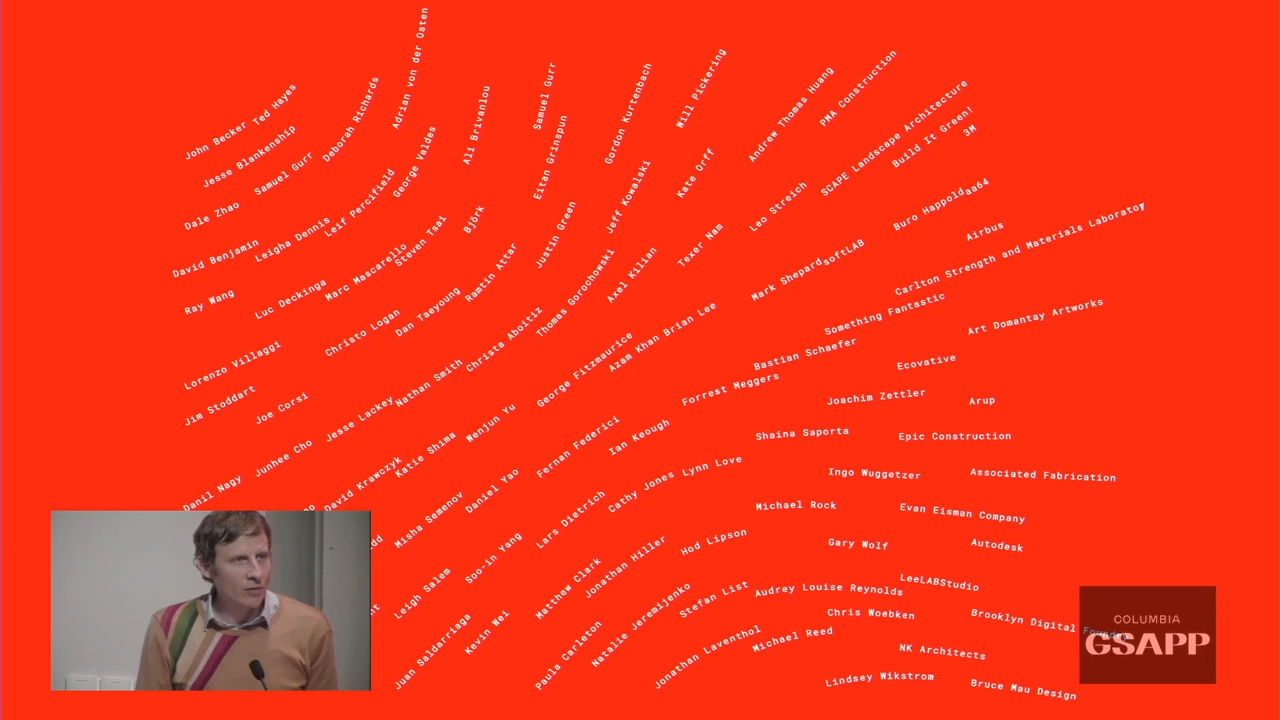 John Becker
Ted Hayes
Jesse Blankenship
Dale Zhao
Samuel Gurr
Deborah Richards
Adrian von der Osten
David Benjamin
Leigha Dennis
Leif Percifield
George Valdes
Ali Brivanlou
Samuel Gurr
Ray Wang
Luc Deckinga
Marc Mascarello
Steven Tsai
Björk
Eitan Grinspun
Gordon Kurtenbach
Will Pickering
Lorenzo Villaggi
Christo Logan
Dan Taeyoung
Ramtin Attar
Justin Green
Jeff Kowalski
Kate Orff
Andrew Thomas Huang
PMA Construction
Jim Stoddart
Joe Corsi
Jesse Lackey
Nathan Smith
Christa Aboitiz
Thomas Gorochowski
Axel Kilian
Texer Nam
Leo Streich
SCAPE Landscape Architecture
Build It Green!
3M
Danil Nagy
Junhee Cho
David Krawczyk
Katie Shima
Wenjun Yu
George Fitzmaurice
Azam Khan
Brian Lee
Mark Shepard
softLAB
Buro Happold
aa64
Airbus
Carlton Strength and Materials Laboratoy
Misha Semenov
Daniel Yao
Fernan Federici
Ian Keough
Forrest Meggers
Bastian Schaefer
Something Fantastic
Art Domantay Artworks
Leigh Salem
Soo-in Yang
Lars Dietrich
Cathy Jones
Lynn Love
Shaina Saporta
Joachim Zettler
Ecovative
Arup
Epic Construction
Juan Saldarriaga
Kevin Wei
Matthew Clark
Jonathan Hiller
Hod Lipson
Michael Rock
Ingo Wuggetzer
Associated Fabrication
Evan Eisman Company
Paula Carleton
Natalie Jeremijenko
Stefan List
Audrey Louise Reynolds
Gary Wolf
Autodesk
LeeLABStudio
Jonathan Laventhol
Michael Reed
Chris Woebken
Brooklyn Digital Foundry
NK Architects
Lindsey Wikstrom
Bruce Mau Design
COLUMBIA
GSAPP